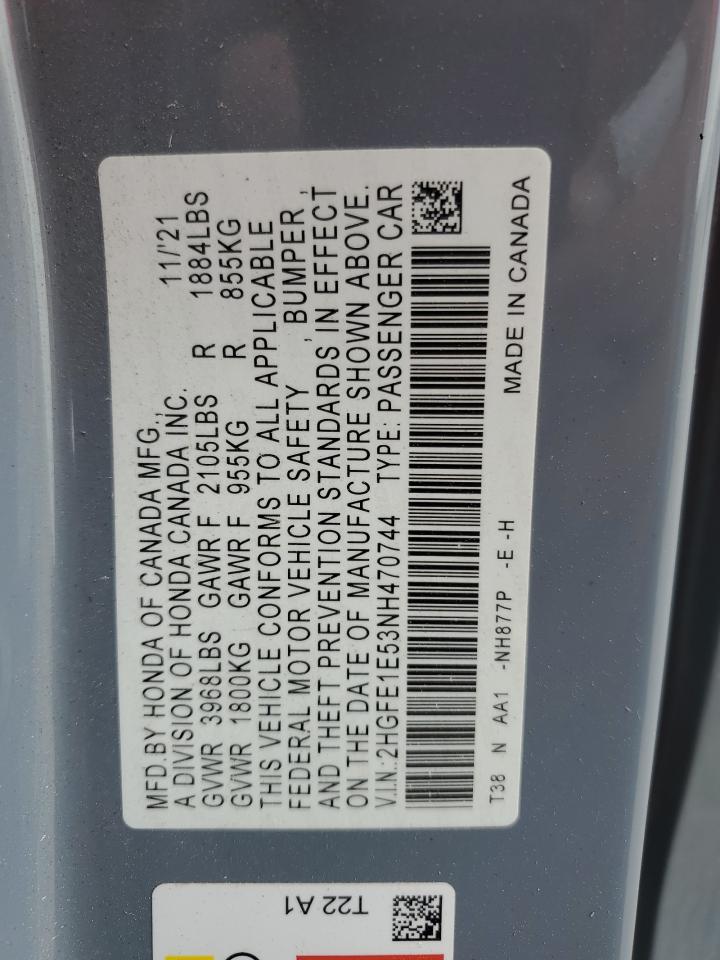 MFD.BY HONDA OF CANADA MFG., 11/'21
A DIVISION OF HONDA CANADA INC.
GVWR 3968LBS GAWR F 2105LBS R 1884LBS
GVWR 1800KG GAWR F 955KG R 855KG
THIS VEHICLE CONFORMS TO ALL APPLICABLE
FEDERAL MOTOR VEHICLE SAFETY , BUMPER ,
AND THEFT PREVENTION STANDARDS IN EFFECT
ON THE DATE OF MANUFACTURE SHOWN ABOVE.
V.I.N.:2HGFE1E53NH470744 TYPE: PASSENGER CAR
T38 N AA1 -NH877P -E -H MADE IN CANADA
T22 A1